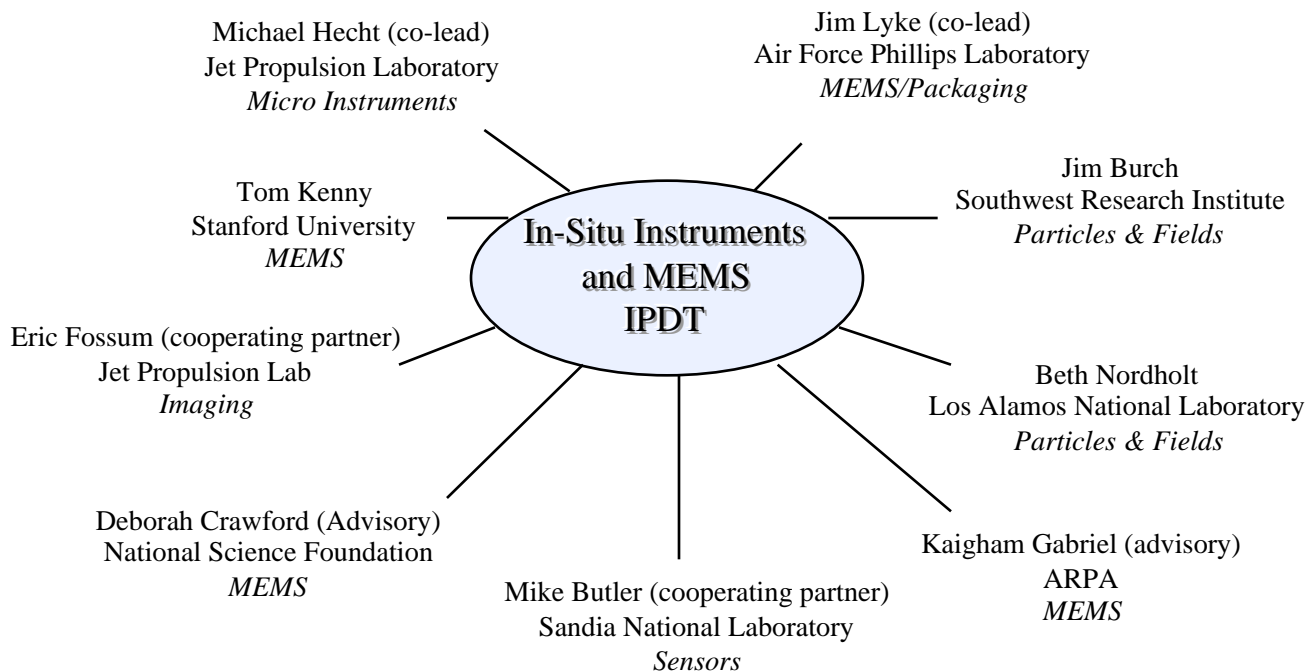 Michael Hecht (co-lead)
Jet Propulsion Laboratory
Micro Instruments
Jim Lyke (co-lead)
Air Force Phillips Laboratory
MEMS/Packaging
Tom Kenny
Stanford University
MEMS
Jim Burch
Southwest Research Institute
Particles & Fields
In-Situ Instruments
and MEMS
IPDT
Eric Fossum (cooperating partner)
Jet Propulsion Lab
Imaging
Beth Nordholt
Los Alamos National Laboratory
Particles & Fields
Deborah Crawford (Advisory)
National Science Foundation
MEMS
Mike Butler (cooperating partner)
Sandia National Laboratory
Sensors
Kaigham Gabriel (advisory)
ARPA
MEMS